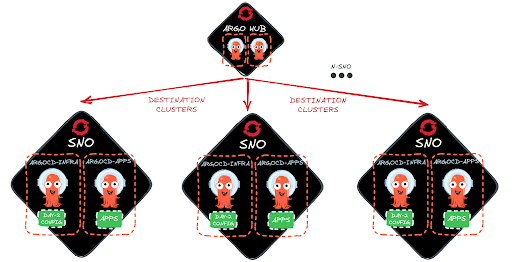 ARGO HUB
N-SNO
DESTINATION
CLUSTERS
DESTINATION
CLUSTERS
SNO
ARGOCD-INFRA
ARGOCD-APPS
DAY-2
CONFIG
APPS
SNO
ARGOCD-INFRA
ARGOCD-APPS
DAY-2
CONFIG
APPS
SNO
ARGOCD-INFRA
ARGOCD-APPS
DAY-2
CONFIG
APPS